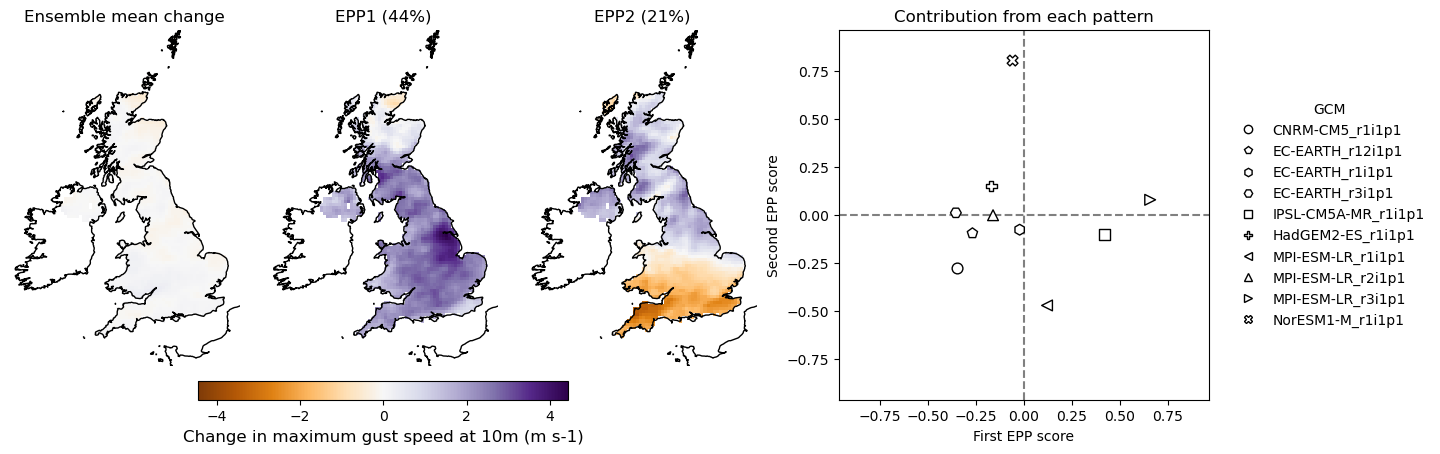 Ensemble mean change
EPP1 (44%)
EPP2 (21%)
−4
−2
0
2
4
Change in maximum gust speed at 10m (m s-1)
Contribution from each pattern
Second EPP score
0.75
0.50
0.25
0.00
−0.25
−0.50
−0.75
−0.75
−0.50
−0.25
0.00
0.25
0.50
0.75
First EPP score
GCM
CNRM-CM5_r1i1p1
EC-EARTH_r12i1p1
EC-EARTH_r1i1p1
EC-EARTH_r3i1p1
IPSL-CM5A-MR_r1i1p1
HadGEM2-ES_r1i1p1
MPI-ESM-LR_r1i1p1
MPI-ESM-LR_r2i1p1
MPI-ESM-LR_r3i1p1
NorESM1-M_r1i1p1